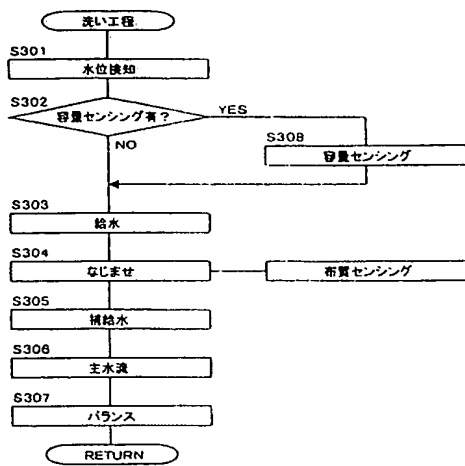 洗い工程
S301
水位検知
S302
容量センシング有?
YES
NO
S308
容量センシング
S303
給水
S304
なじませ
布質センシング
S305
補給水
S306
主水流
S307
バランス
RETURN